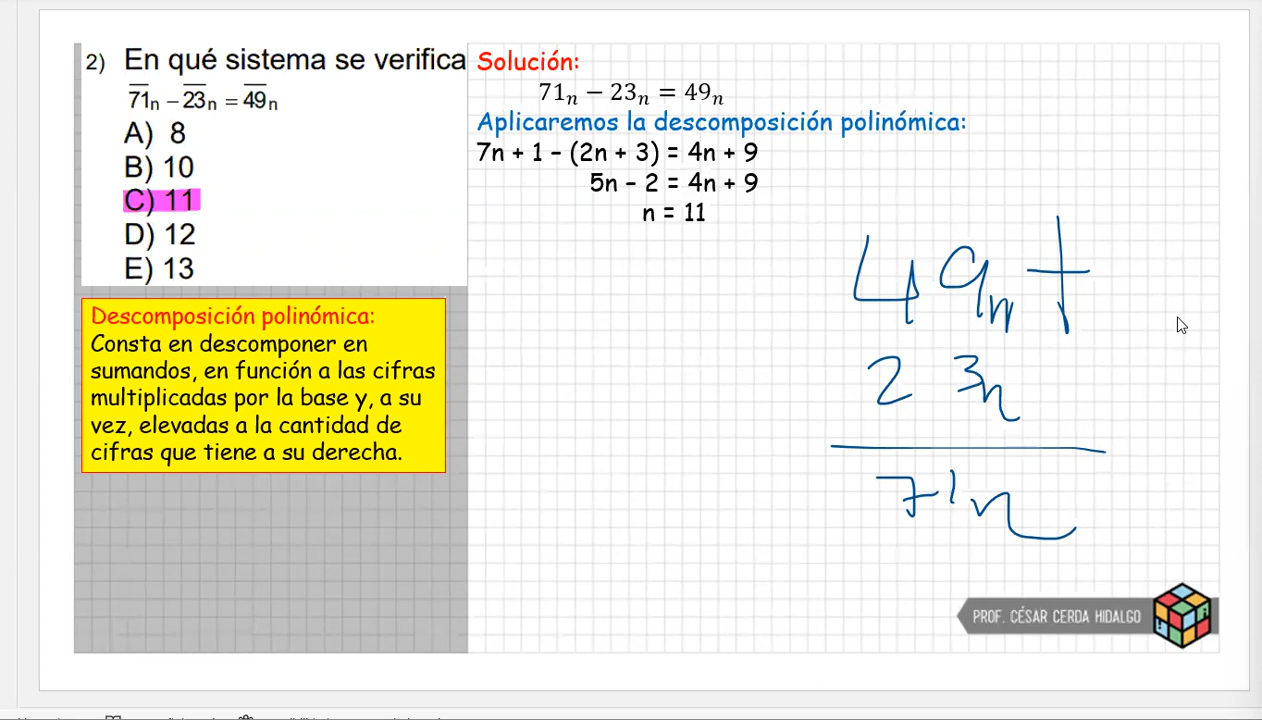 2) En qué sistema se verifica
71n – 23n = 49n
A) 8
B) 10
C) 11
D) 12
E) 13
Descomposición polinómica:
Consta en descomponer en
sumandos, en función a las cifras
multiplicadas por la base y, a su
vez, elevadas a la cantidad de
cifras que tiene a su derecha.
Solución:
71n − 23n = 49n
Aplicaremos la descomposición polinómica:
7n + 1 – (2n + 3) = 4n + 9
5n – 2 = 4n + 9
n = 11
49n +
23n
71n
PROF. CÉSAR CERDA HIDALGO